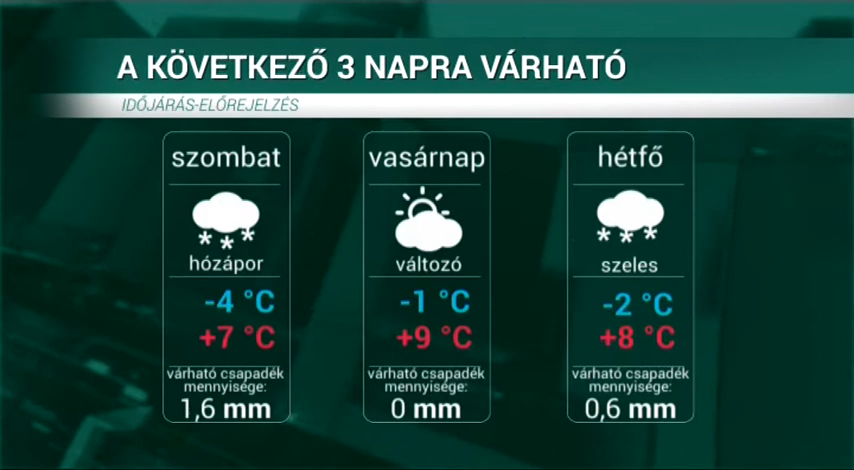 A KÖVETKEZŐ 3 NAPRA VÁRHATÓ
IDŐJÁRÁS-ELŐREJELZÉS
szombat
hózápor
-4 °C
+7 °C
várható csapadék
mennyisége:
1,6 mm
vasárnap
változó
-1 °C
+9 °C
várható csapadék
mennyisége:
0 mm
hétfő
szeles
-2 °C
+8 °C
várható csapadék
mennyisége:
0,6 mm